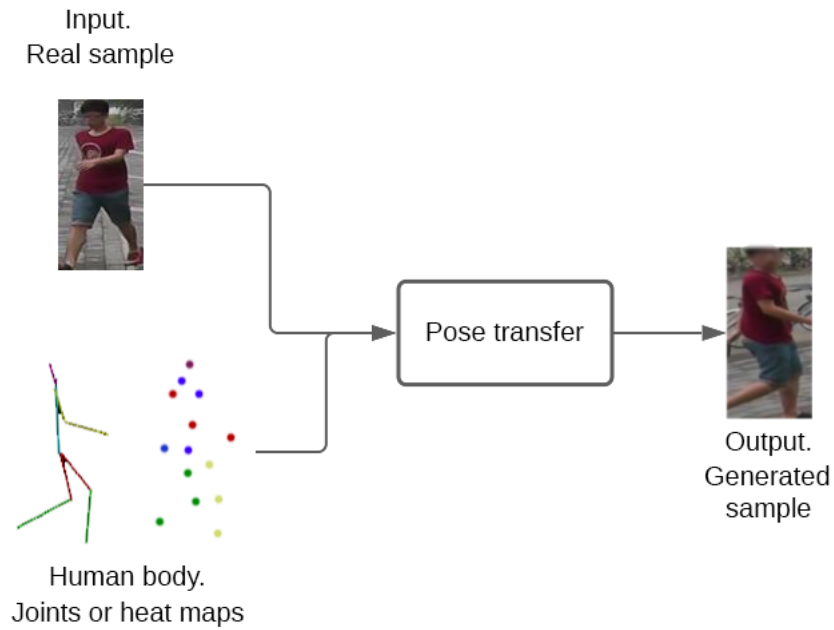 Input.
Real sample
Pose transfer
Output.
Generated
sample
Human body.
Joints or heat maps